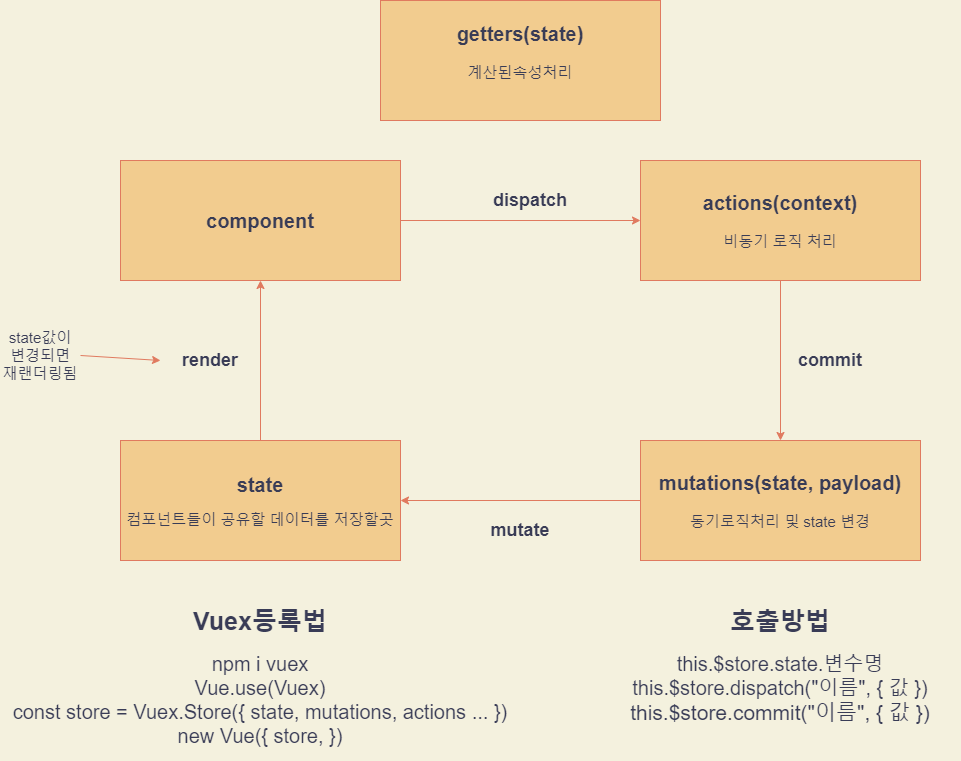 getters(state)
계산된속성처리
component
dispatch
actions(context)
비동기 로직 처리
state값이
변경되면
재랜더링됨
render
commit
state
컴포넌트들이 공유할 데이터를 저장할곳
mutate
mutations(state, payload)
동기로직처리 및 state 변경
Vuex등록법
npm i vuex
Vue.use(Vuex)
const store = Vuex.Store({ state, mutations, actions ... })
new Vue({ store, })
호출방법
this.$store.state.변수명
this.$store.dispatch("이름", { 값 })
this.$store.commit("이름", { 값 })